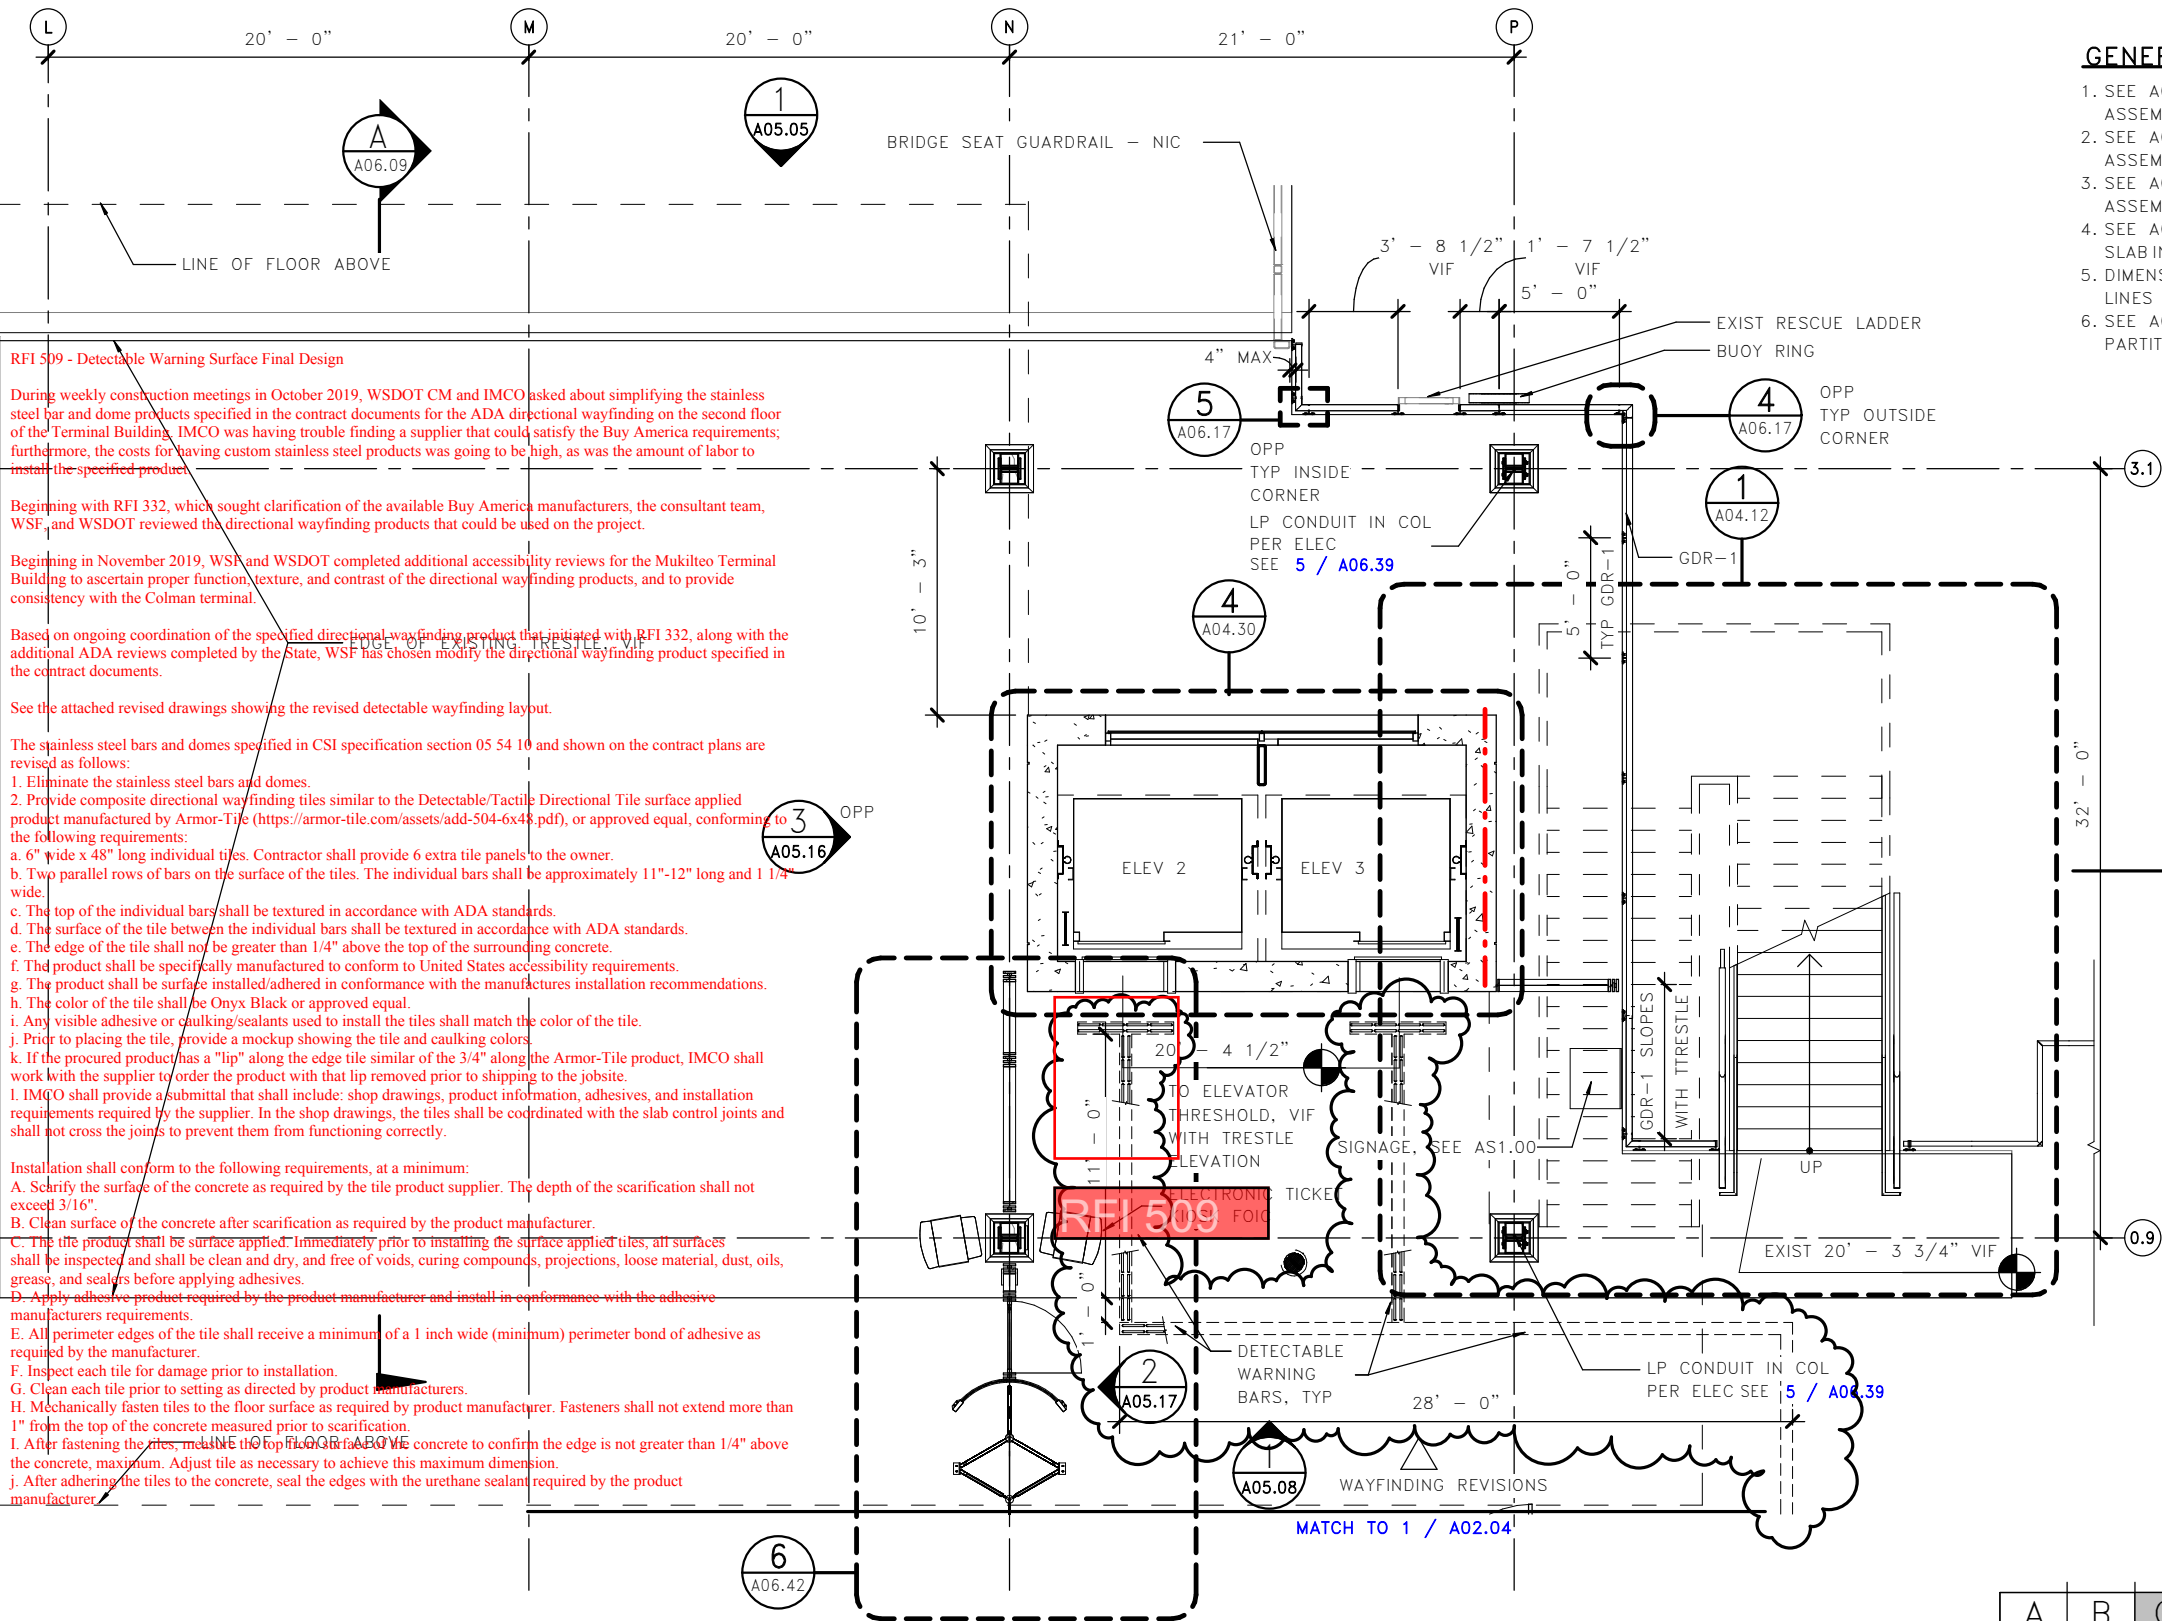 L
M
N
P
20' - 0"
20' - 0"
21' - 0"
GENE
1. SEE A
ASSEM
2. SEE A
ASSEM
3. SEE A
ASSEM
4. SEE A
SLAB IN
5. DIMENS
LINES
6. SEE A
PARTIT
A
A06.09
1
A05.05
BRIDGE SEAT GUARDRAIL - NIC
LINE OF FLOOR ABOVE
3' - 8 1/2"
VIF
1' - 7 1/2"
VIF
5' - 0"
EXIST RESCUE LADDER
BUOY RING
4" MAX
5
A06.17
OPP
TYP INSIDE
CORNER
4
A06.17
OPP
TYP OUTSIDE
CORNER
LP CONDUIT IN COL
PER ELEC
SEE 5 / A06.39
1
A04.12
3.1
GDR-1
5' - 0"
TYP GDR-1
10' - 3"
4
A04.30
32' - 0"
RFI 509 - Detectable Warning Surface Final Design
During weekly construction meetings in October 2019, WSDOT CM and IMCO asked about simplifying the stainless
steel bar and dome products specified in the contract documents for the ADA directional wayfinding on the second floor
of the Terminal Building. IMCO was having trouble finding a supplier that could satisfy the Buy America requirements;
furthermore, the costs for having custom stainless steel products was going to be high, as was the amount of labor to
install the specified product.
Beginning with RFI 332, which sought clarification of the available Buy America manufacturers, the consultant team,
WSF, and WSDOT reviewed the directional wayfinding products that could be used on the project.
Beginning in November 2019, WSF and WSDOT completed additional accessibility reviews for the Mukilteo Terminal
Building to ascertain proper function, texture, and contrast of the directional wayfinding products, and to provide
consistency with the Colman terminal.
Based on ongoing coordination of the specified directional wayfinding product that initiated with RFI 332, along with the
additional ADA reviews completed by the State, WSF has chosen modify the directional wayfinding product specified in
the contract documents.
EDGE OF EXISTING TRESTLE, VIF
See the attached revised drawings showing the revised detectable wayfinding layout.
The stainless steel bars and domes specified in CSI specification section 05 54 10 and shown on the contract plans are
revised as follows:
1. Eliminate the stainless steel bars and domes.
2. Provide composite directional wayfinding tiles similar to the Detectable/Tactile Directional Tile surface applied
product manufactured by Armor-Tile (https://armor-tile.com/assets/add-504-6x48.pdf), or approved equal, conforming to
the following requirements:
a. 6" wide x 48" long individual tiles. Contractor shall provide 6 extra tile panels to the owner.
b. Two parallel rows of bars on the surface of the tiles. The individual bars shall be approximately 11"-12" long and 1 1/4"
wide.
c. The top of the individual bars shall be textured in accordance with ADA standards.
d. The surface of the tile between the individual bars shall be textured in accordance with ADA standards.
e. The edge of the tile shall not be greater than 1/4" above the top of the surrounding concrete.
f. The product shall be specifically manufactured to conform to United States accessibility requirements.
g. The product shall be surface installed/adhered in conformance with the manufactures installation recommendations.
h. The color of the tile shall be Onyx Black or approved equal.
i. Any visible adhesive or caulking/sealants used to install the tiles shall match the color of the tile.
j. Prior to placing the tile, provide a mockup showing the tile and caulking colors.
k. If the procured product has a "lip" along the edge tile similar of the 3/4" along the Armor-Tile product, IMCO shall
work with the supplier to order the product with that lip removed prior to shipping to the jobsite.
l. IMCO shall provide a submittal that shall include: shop drawings, product information, adhesives, and installation
requirements required by the supplier. In the shop drawings, the tiles shall be coordinated with the slab control joints and
shall not cross the joints to prevent them from functioning correctly.
Installation shall conform to the following requirements, at a minimum:
A. Scarify the surface of the concrete as required by the tile product supplier. The depth of the scarification shall not
exceed 3/16".
B. Clean surface of the concrete after scarification as required by the product manufacturer.
C. The tile product shall be surface applied. Immediately prior to installing the surface applied tiles, all surfaces
shall be inspected and shall be clean and dry, and free of voids, curing compounds, projections, loose material, dust, oils,
grease, and sealers before applying adhesives.
D. Apply adhesive product required by the product manufacturer and install in conformance with the adhesive
manufacturers requirements.
E. All perimeter edges of the tile shall receive a minimum of a 1 inch wide (minimum) perimeter bond of adhesive as
required by the manufacturer.
F. Inspect each tile for damage prior to installation.
G. Clean each tile prior to setting as directed by product manufacturers.
H. Mechanically fasten tiles to the floor surface as required by product manufacturer. Fasteners shall not extend more than
1" from the top of the concrete measured prior to scarification.
I. After fastening the tiles, measure the top from surface of the concrete to confirm the edge is not greater than 1/4" above
the concrete, maximum. Adjust tile as necessary to achieve this maximum dimension.
j. After adhering the tiles to the concrete, seal the edges with the urethane sealant required by the product
manufacturer.
LINE OF FLOOR ABOVE
3
A05.16
OPP
ELEV 2
ELEV 3
20' - 4 1/2"
TO ELEVATOR
THRESHOLD, VIF
WITH TRESTLE
ELEVATION
11' - 0"
ELECTRONIC TICKET
KIOSK FOIC
RFI 509
SIGNAGE, SEE AS1.00
GDR-1 SLOPES
WITH TTRESTLE
UP
EXIST 20' - 3 3/4" VIF
0.9
1' - 0"
DETECTABLE
WARNING
BARS, TYP
2
A05.17
LP CONDUIT IN COL
PER ELEC SEE 5 / A06.39
28' - 0"
1
A05.08
WAYFINDING REVISIONS
MATCH TO 1 / A02.04
6
A06.42
A
B